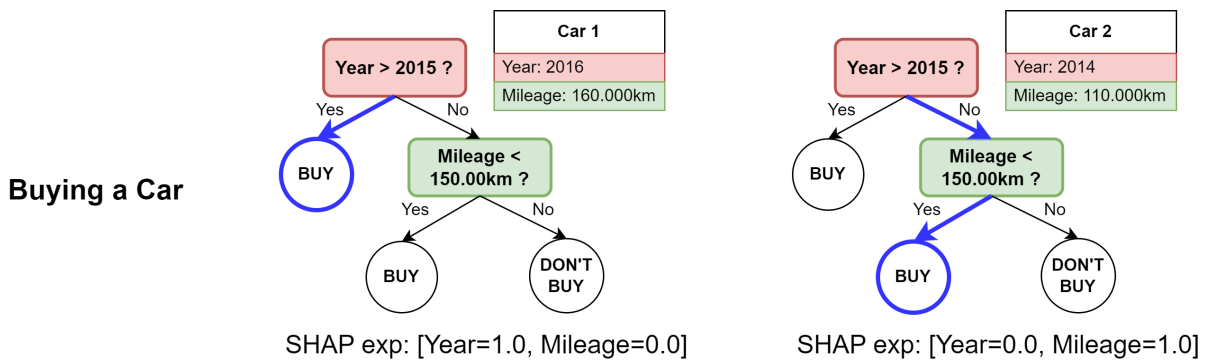 Buying a Car
Year > 2015 ?
Yes
No
BUY
Mileage <
150.00km ?
Yes
No
BUY
DON'T
BUY
Car 1
Year: 2016
Mileage: 160.000km
SHAP exp: [Year=1.0, Mileage=0.0]
Year > 2015 ?
Yes
No
BUY
Mileage <
150.00km ?
Yes
No
BUY
DON'T
BUY
Car 2
Year: 2014
Mileage: 110.000km
SHAP exp: [Year=0.0, Mileage=1.0]